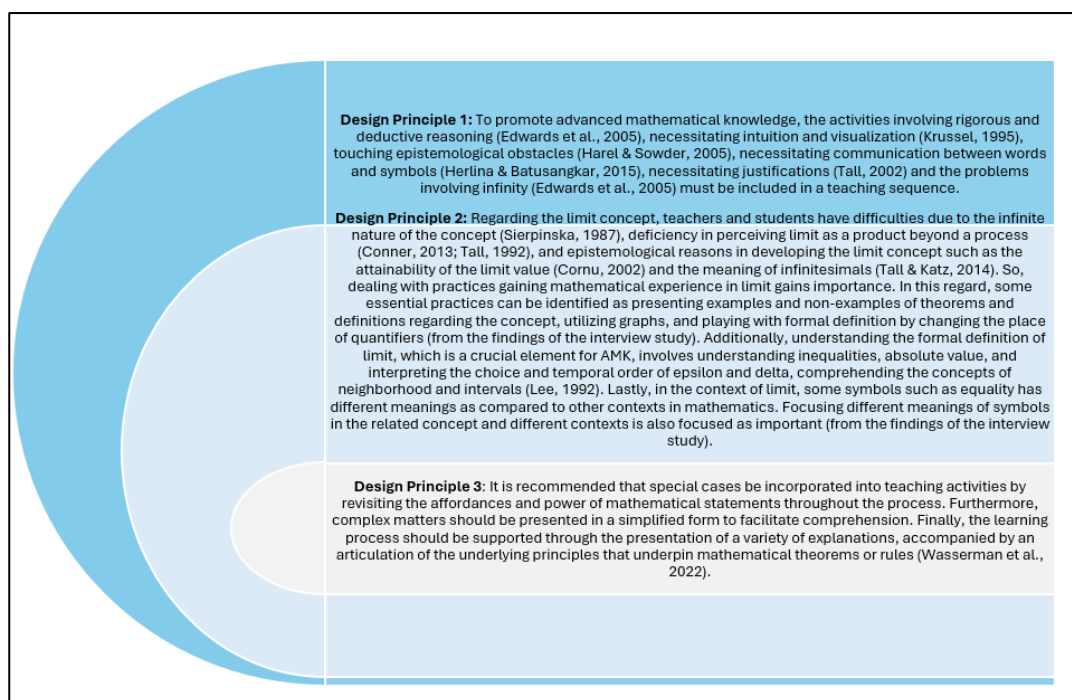 Design Principle 1: To promote advanced mathematical knowledge, the activities involving rigorous and
deductive reasoning (Edwards et al., 2005), necessitating intuition and visualization (Krussel, 1995),
touching epistemological obstacles (Harel & Sowder, 2005), necessitating communication between words
and symbols (Herlina & Batusangkar, 2015), necessitating justifications (Tall, 2002) and the problems
involving infinity (Edwards et al., 2005) must be included in a teaching sequence.
Design Principle 2: Regarding the limit concept, teachers and students have difficulties due to the infinite
nature of the concept (Sierpinska, 1987), deficiency in perceiving limit as a product beyond a process
(Conner, 2013; Tall, 1992), and epistemological reasons in developing the limit concept such as the
attainability of the limit value (Cornu, 2002) and the meaning of infinitesimals (Tall & Katz, 2014). So,
dealing with practices gaining mathematical experience in limit gains importance. In this regard, some
essential practices can be identified as presenting examples and non-examples of theorems and
definitions regarding the concept, utilizing graphs, and playing with formal definition by changing the place
of quantifiers (from the findings of the interview study). Additionally, understanding the formal definition of
limit, which is a crucial element for AMK, involves understanding inequalities, absolute value, and
interpreting the choice and temporal order of epsilon and delta, comprehending the concepts of
neighborhood and intervals (Lee, 1992). Lastly, in the context of limit, some symbols such as equality has
different meanings as compared to other contexts in mathematics. Focusing different meanings of symbols
in the related concept and different contexts is also focused as important (from the findings of the interview
study).
Design Principle 3: It is recommended that special cases be incorporated into teaching activities by
revisiting the affordances and power of mathematical statements throughout the process. Furthermore,
complex matters should be presented in a simplified form to facilitate comprehension. Finally, the learning
process should be supported through the presentation of a variety of explanations, accompanied by an
articulation of the underlying principles that underpin mathematical theorems or rules (Wasserman et al.,
2022).